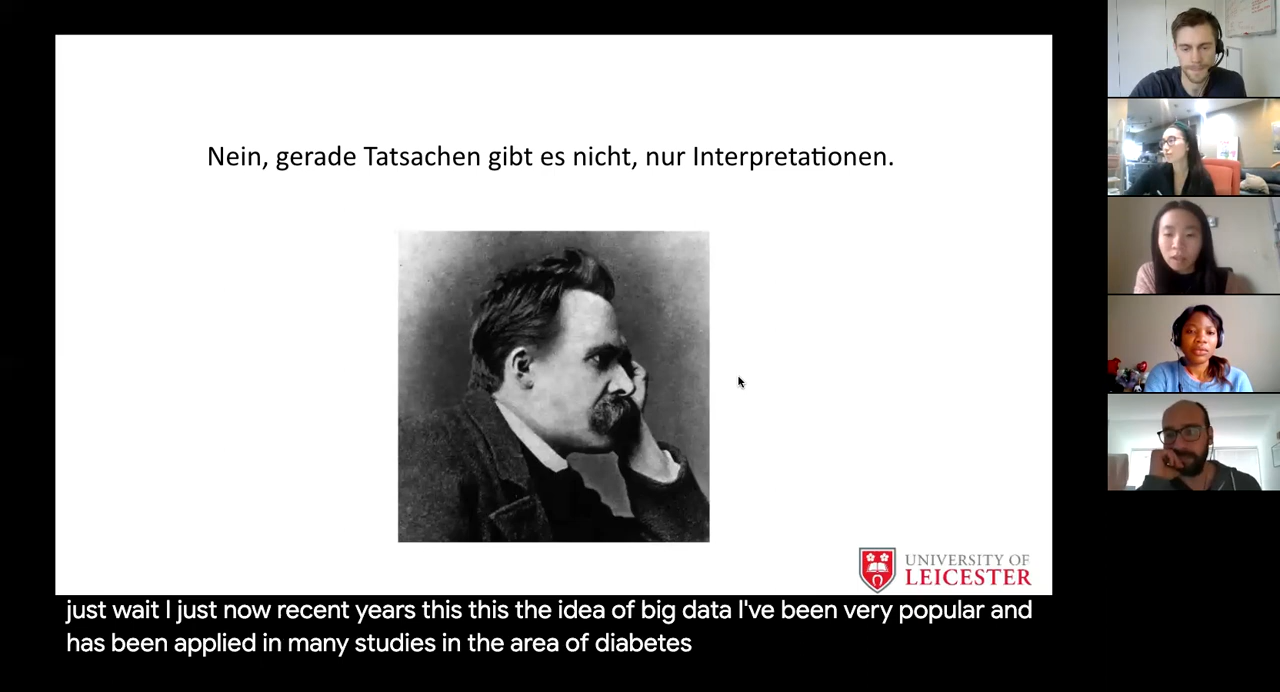 Nein, gerade Tatsachen gibt es nicht, nur Interpretationen.
UNIVERSITY OF
LEICESTER
just wait I just now recent years this this the idea of big data I've been very popular and
has been applied in many studies in the area of diabetes